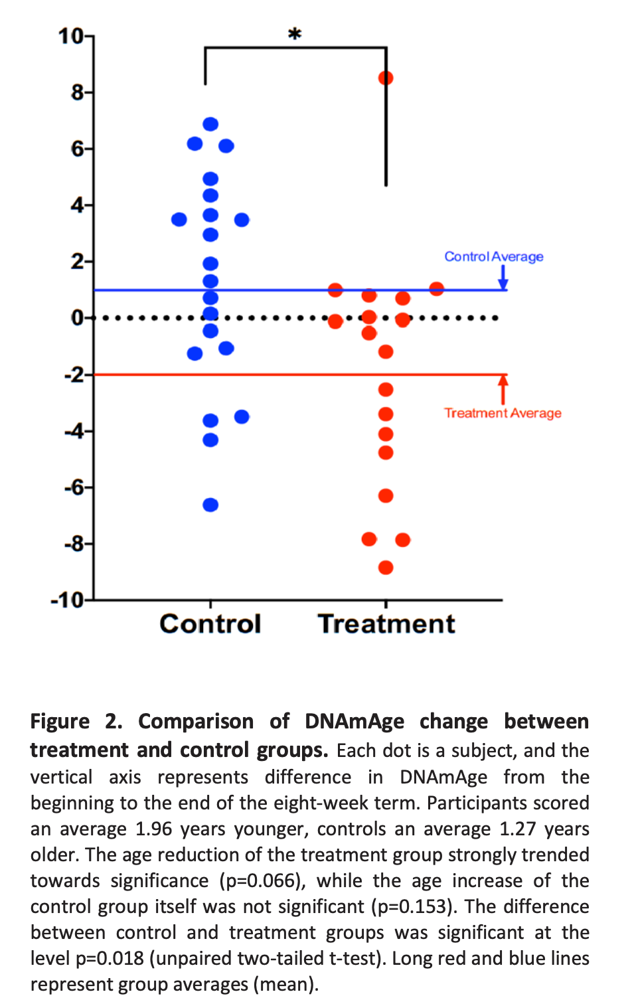 10
*
8
6
4
2
Control Average
0
-2
Treatment Average
-4
-6
-8
-10
Control Treatment
Figure 2. Comparison of DNAmAge change between
treatment and control groups. Each dot is a subject, and the
vertical axis represents difference in DNAmAge from the
beginning to the end of the eight-week term. Participants scored
an average 1.96 years younger, controls an average 1.27 years
older. The age reduction of the treatment group strongly trended
towards significance (p=0.066), while the age increase of the
control group itself was not significant (p=0.153). The difference
between control and treatment groups was significant at the
level p=0.018 (unpaired two-tailed t-test). Long red and blue lines
represent group averages (mean).